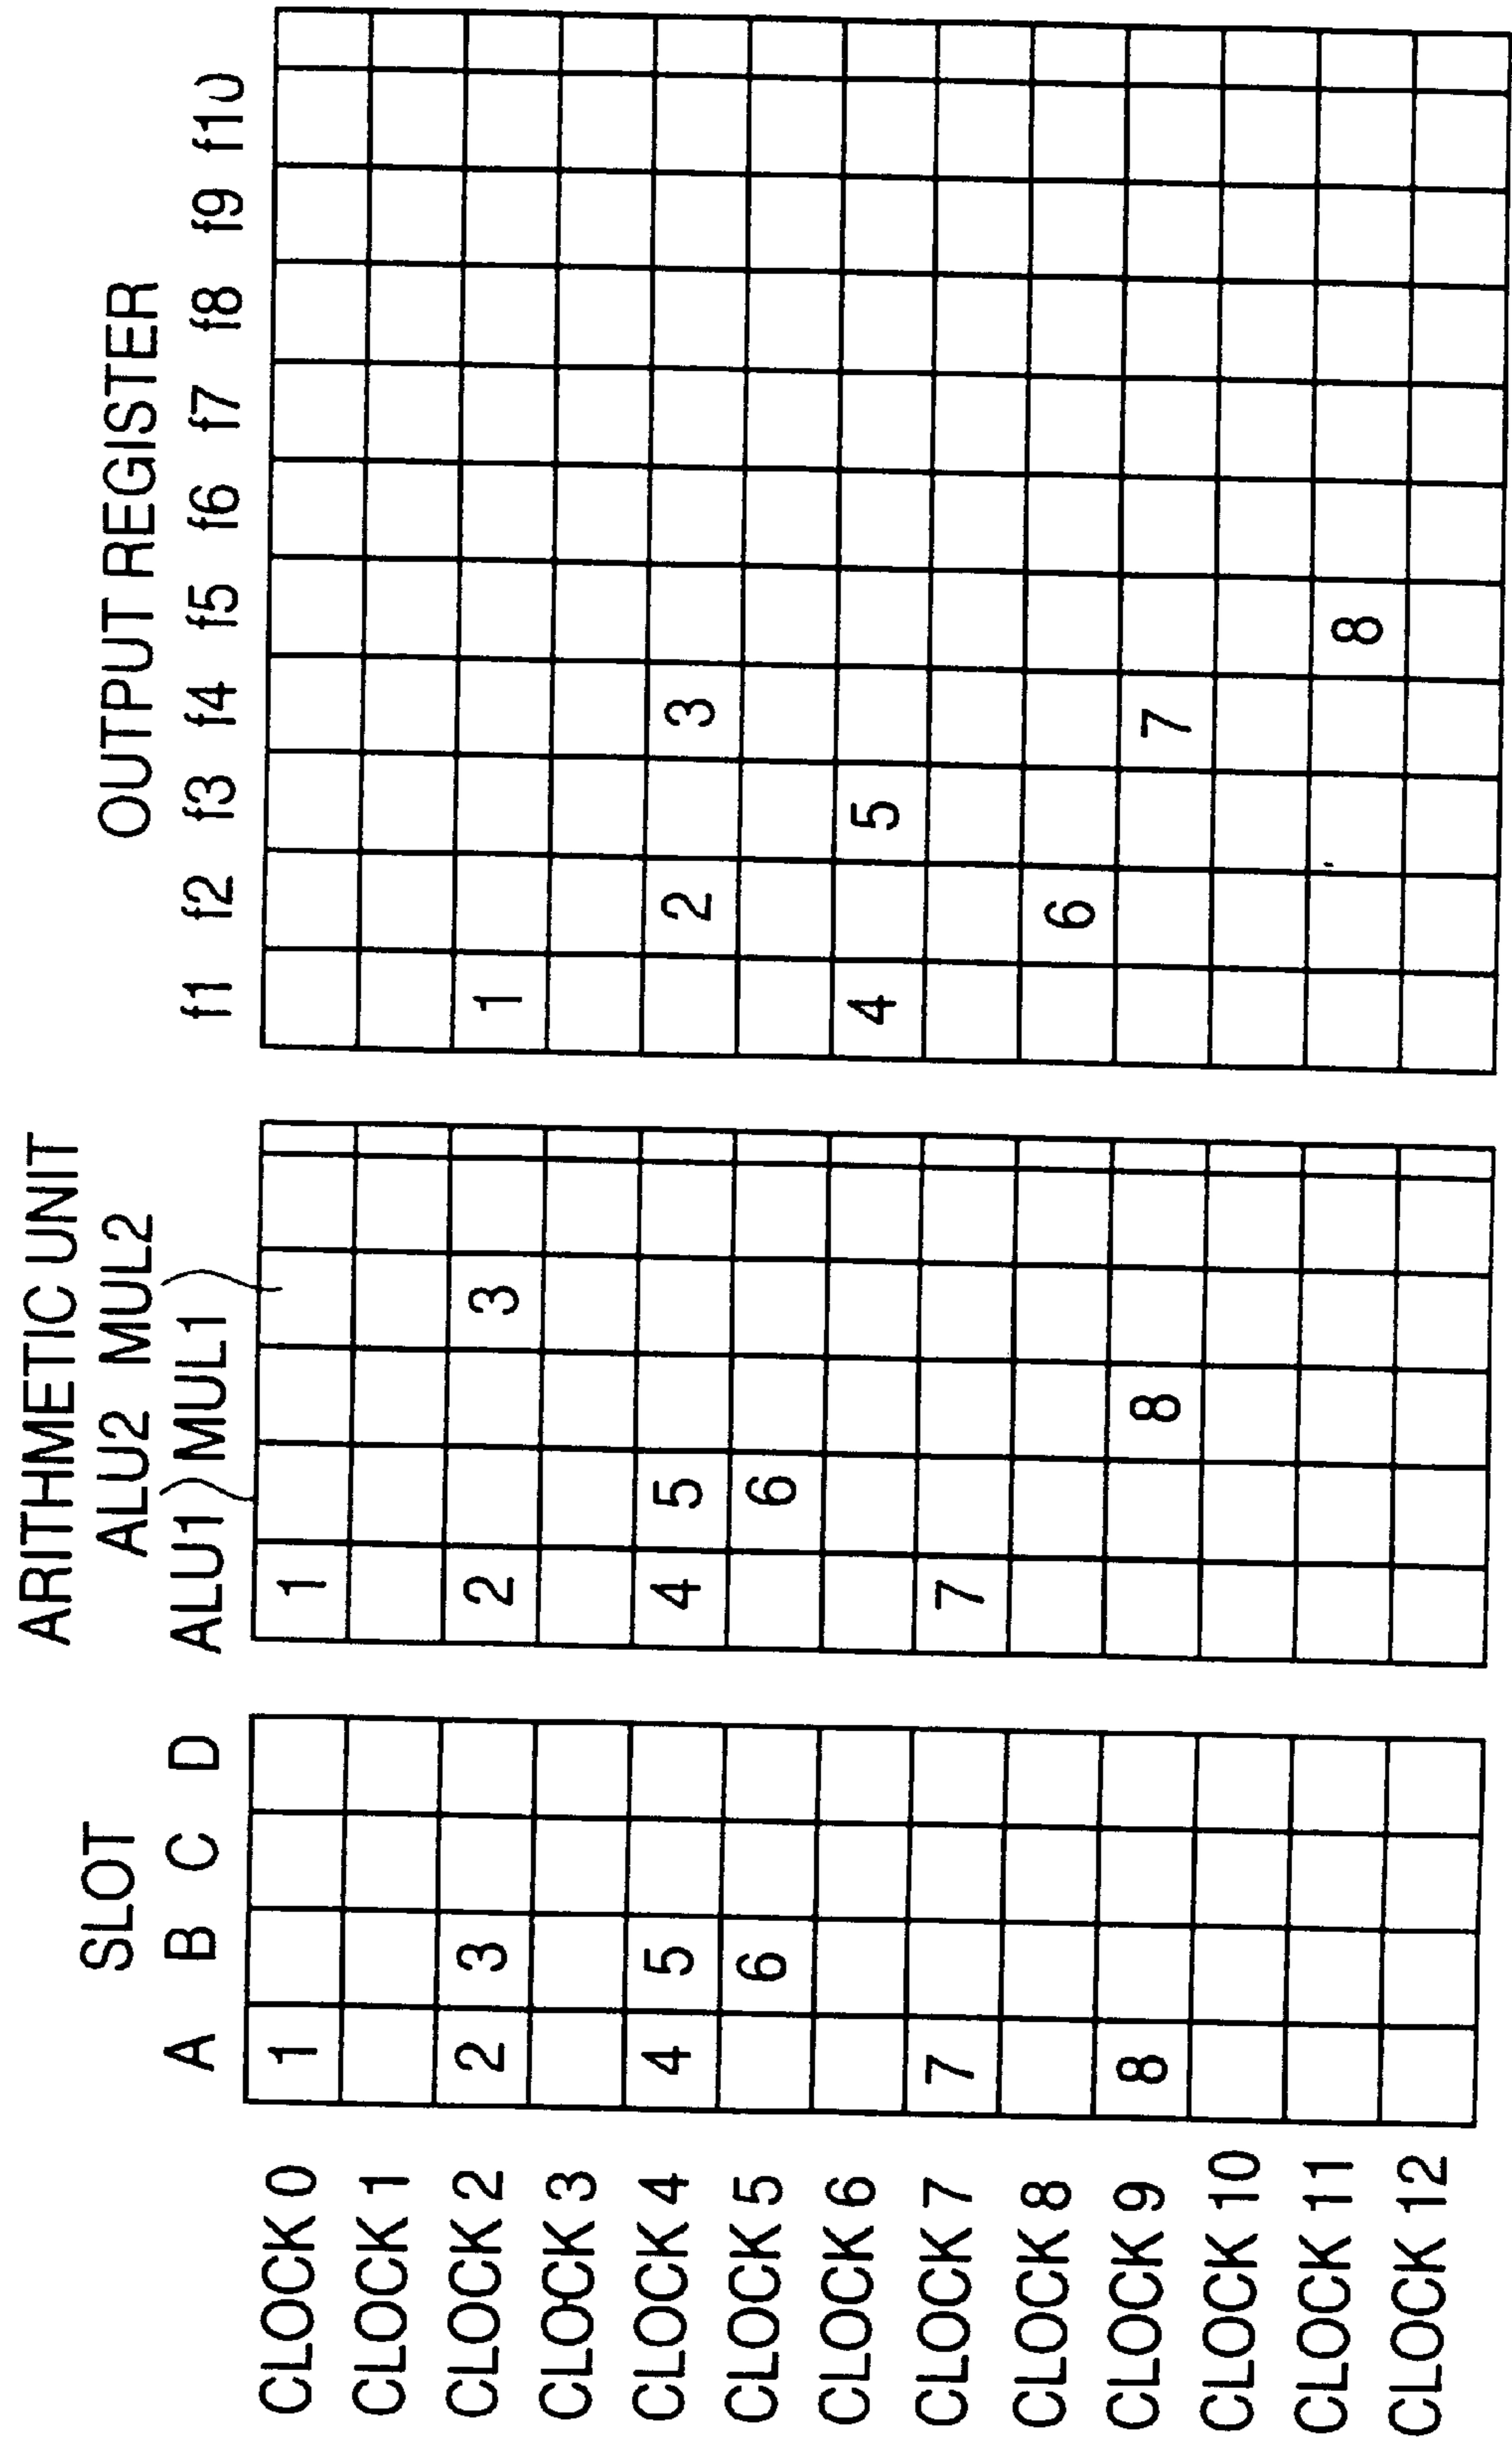 SLOT
A B C D
ARITHMETIC UNIT
ALU2 MUL2
ALU1 MUL1
OUTPUT REGISTER
f1 f2 f3 f4 f5 f6 f7 f8 f9 f10
CLOCK 0 1 1
CLOCK 1
CLOCK 2 2 3 2 3 1
CLOCK 3
CLOCK 4 4 5 4 5 2 3
CLOCK 5 6 6
CLOCK 6 4 5
CLOCK 7 7 7
CLOCK 8 6
CLOCK 9 8 8 7
CLOCK 10
CLOCK 11 8
CLOCK 12